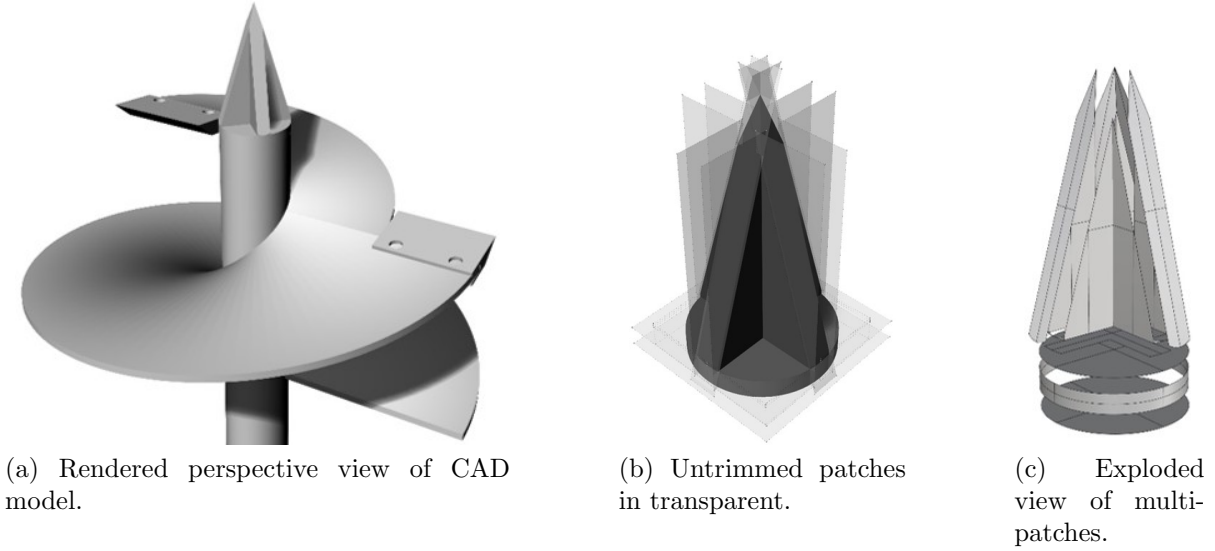 (a) Rendered perspective view of CAD
model.
(b) Untrimmed patches
in transparent.
(c) Exploded
view of multi-
patches.